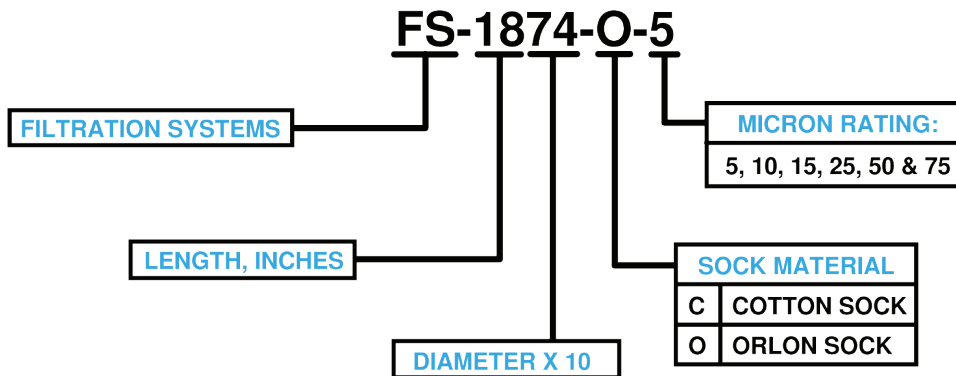 FS-1874-O-5
FILTRATION SYSTEMS
MICRON RATING:
5, 10, 15, 25, 50 & 75
LENGTH, INCHES
SOCK MATERIAL
C COTTON SOCK
O ORLON SOCK
DIAMETER X 10